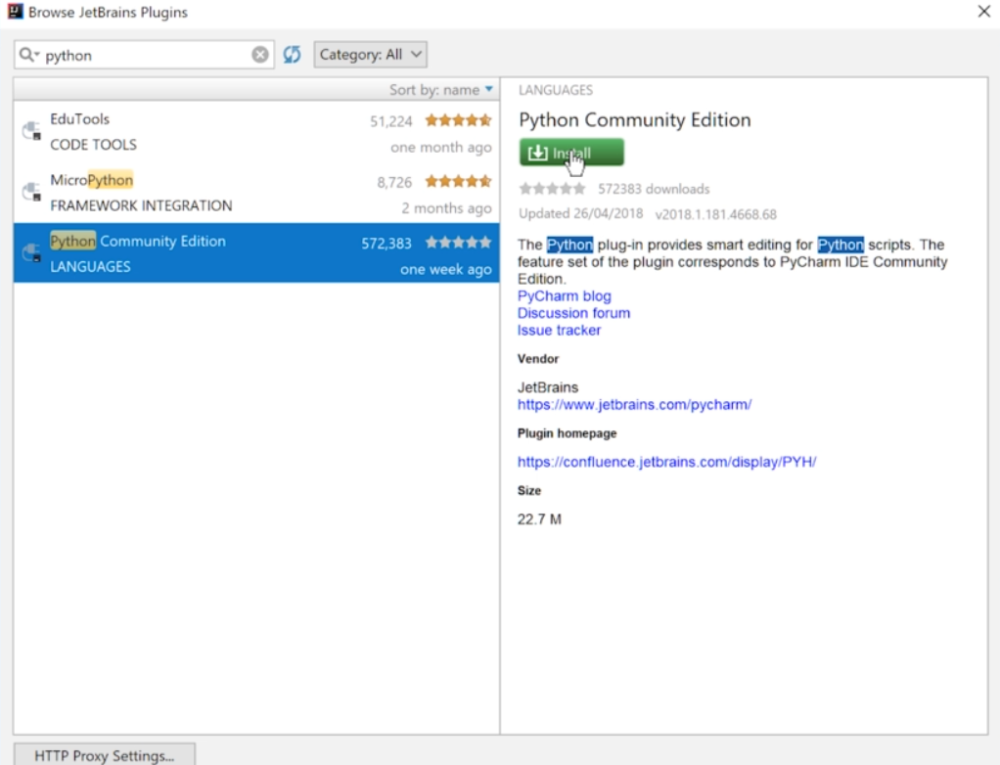 Browse JetBrains Plugins
python
Category: All
Sort by: name
EduTools
51,224
CODE TOOLS
one month ago
MicroPython
8,726
FRAMEWORK INTEGRATION
2 months ago
Python Community Edition
572,383
LANGUAGES
one week ago
LANGUAGES
Python Community Edition
Install
572383 downloads
Updated 26/04/2018 v2018.1.181.4668.68
The Python plug-in provides smart editing for Python scripts. The
feature set of the plugin corresponds to PyCharm IDE Community
Edition.
PyCharm blog
Discussion forum
Issue tracker
Vendor
JetBrains
https://www.jetbrains.com/pycharm/
Plugin homepage
https://confluence.jetbrains.com/display/PYH/
Size
22.7 M
HTTP Proxy Settings...